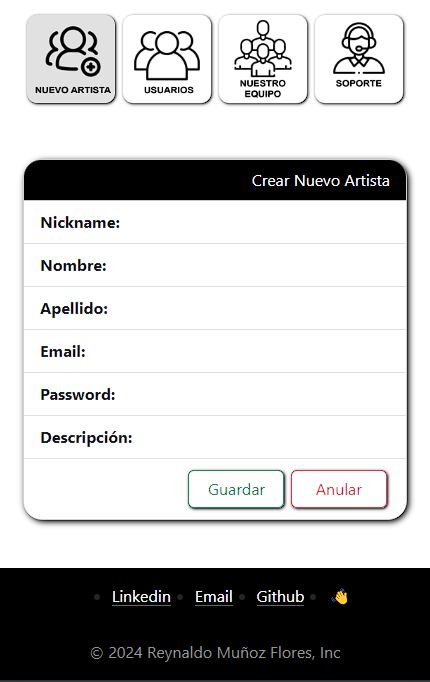 NUEVO ARTISTA
USUARIOS
NUESTRO
EQUIPO
SOPORTE
Crear Nuevo Artista
Nickname:
Nombre:
Apellido:
Email:
Password:
Descripción:
Guardar Anular
• Linkedin • Email • Github • 👋
© 2024 Reynaldo Muñoz Flores, Inc